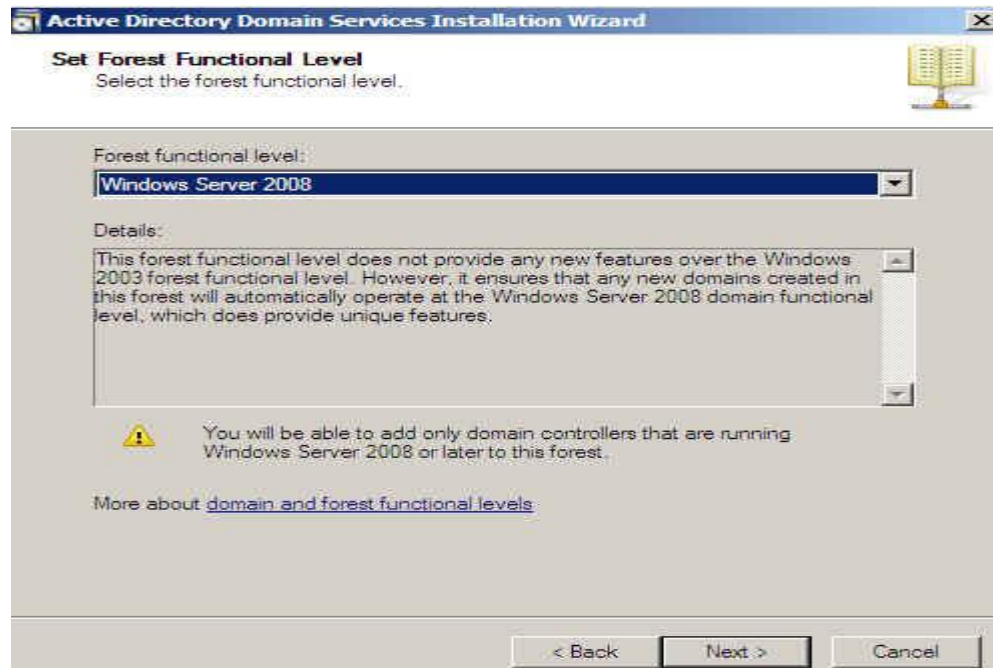 Active Directory Domain Services Installation Wizard
Set Forest Functional Level
Select the forest functional level.
Forest functional level:
Windows Server 2008
Details:
This forest functional level does not provide any new features over the Windows
2003 forest functional level. However, it ensures that any new domains created in
this forest will automatically operate at the Windows Server 2008 domain functional
level, which does provide unique features.
You will be able to add only domain controllers that are running
Windows Server 2008 or later to this forest.
More about domain and forest functional levels
< Back
Next >
Cancel